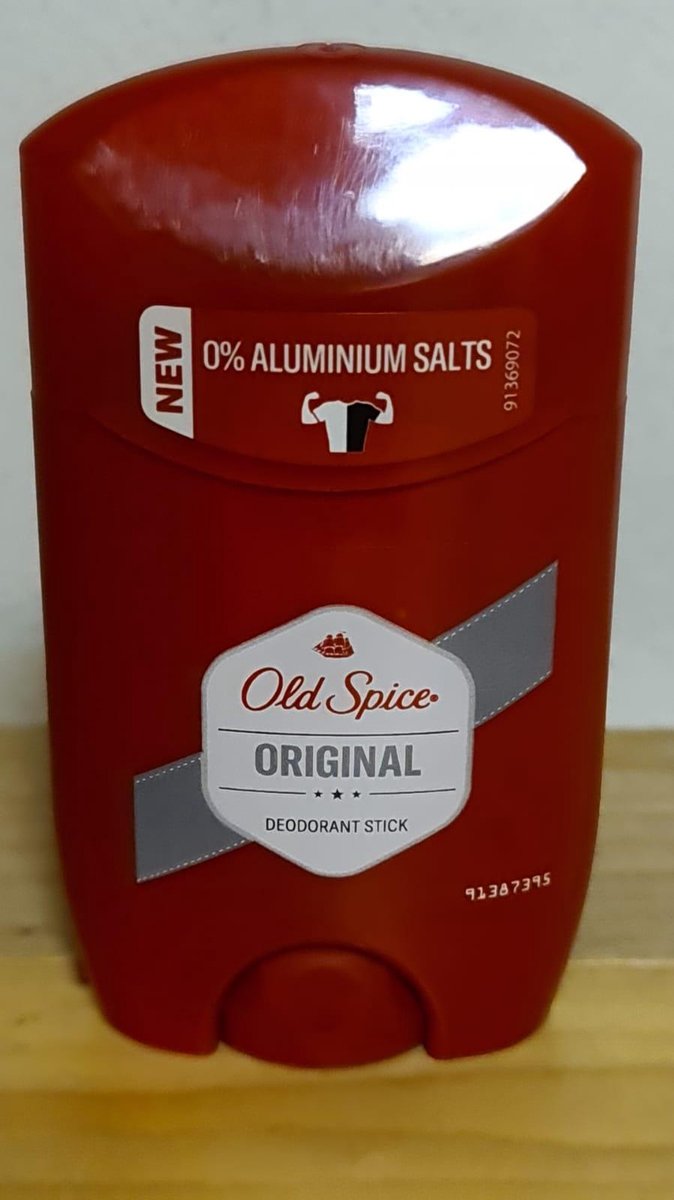 NEW
0% ALUMINIUM SALTS
91369072
Old Spice
ORIGINAL
DEODORANT STICK
91387395